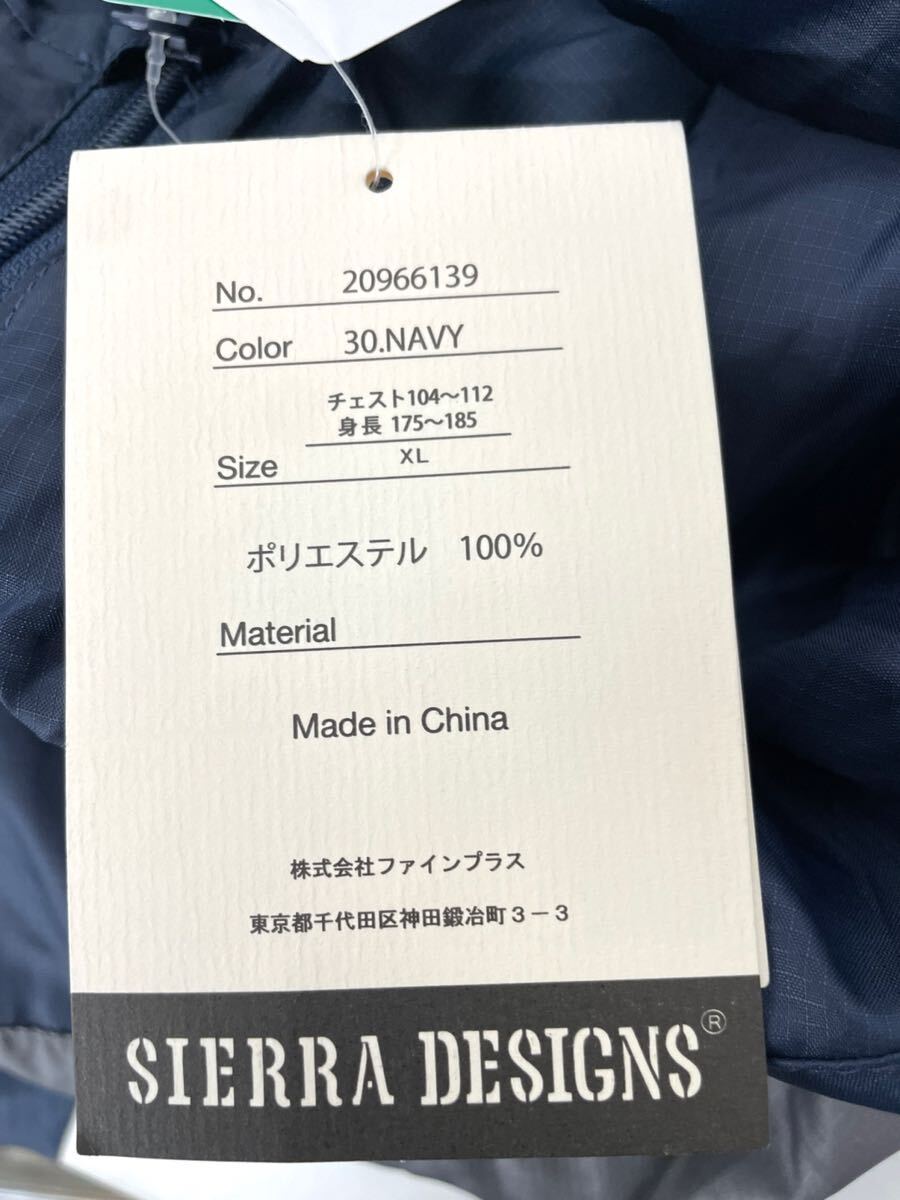 No. 20966139
Color 30.NAVY
チェスト104～112
身長 175～185
Size XL
ポリエステル 100%
Material
Made in China
株式会社ファインプラス
東京都千代田区神田鍛冶町３－３
SIERRA DESIGNS®